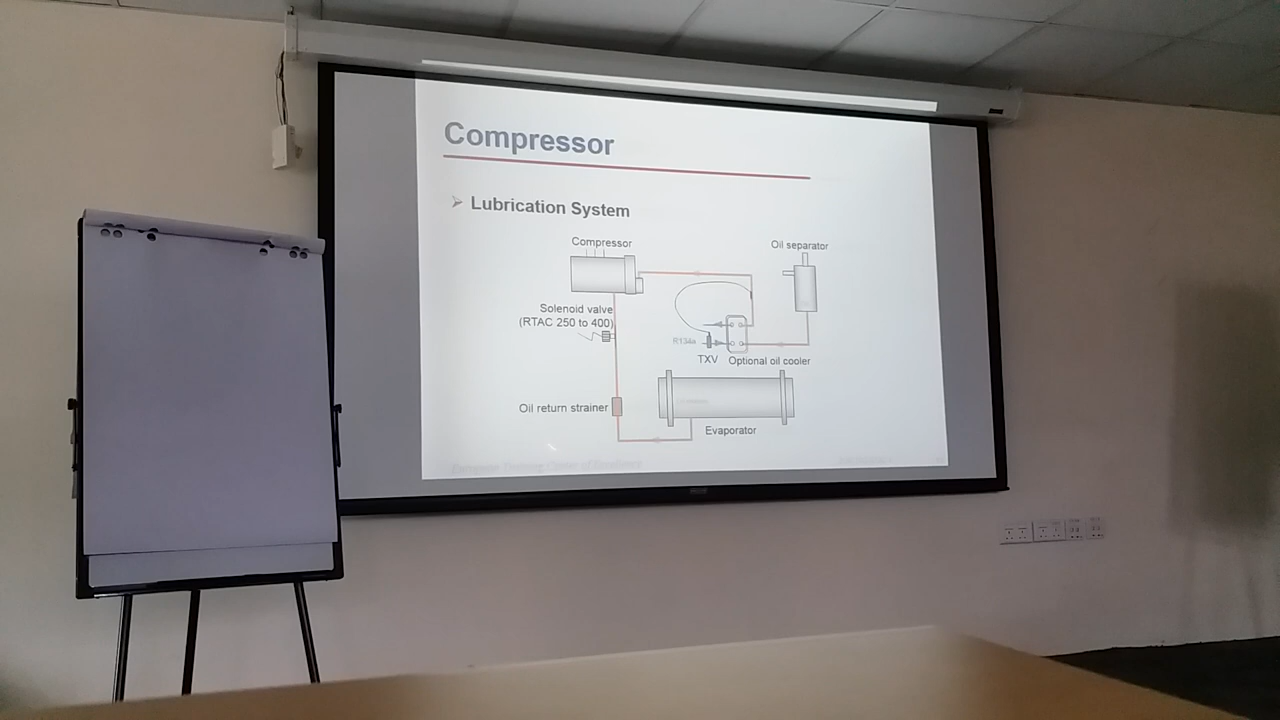 Compressor
Lubrication System
Compressor
Oil separator
Solenoid valve
(RTAC 250 to 400)
R134a
TXV
Optional oil cooler
Oil return strainer
Evaporator